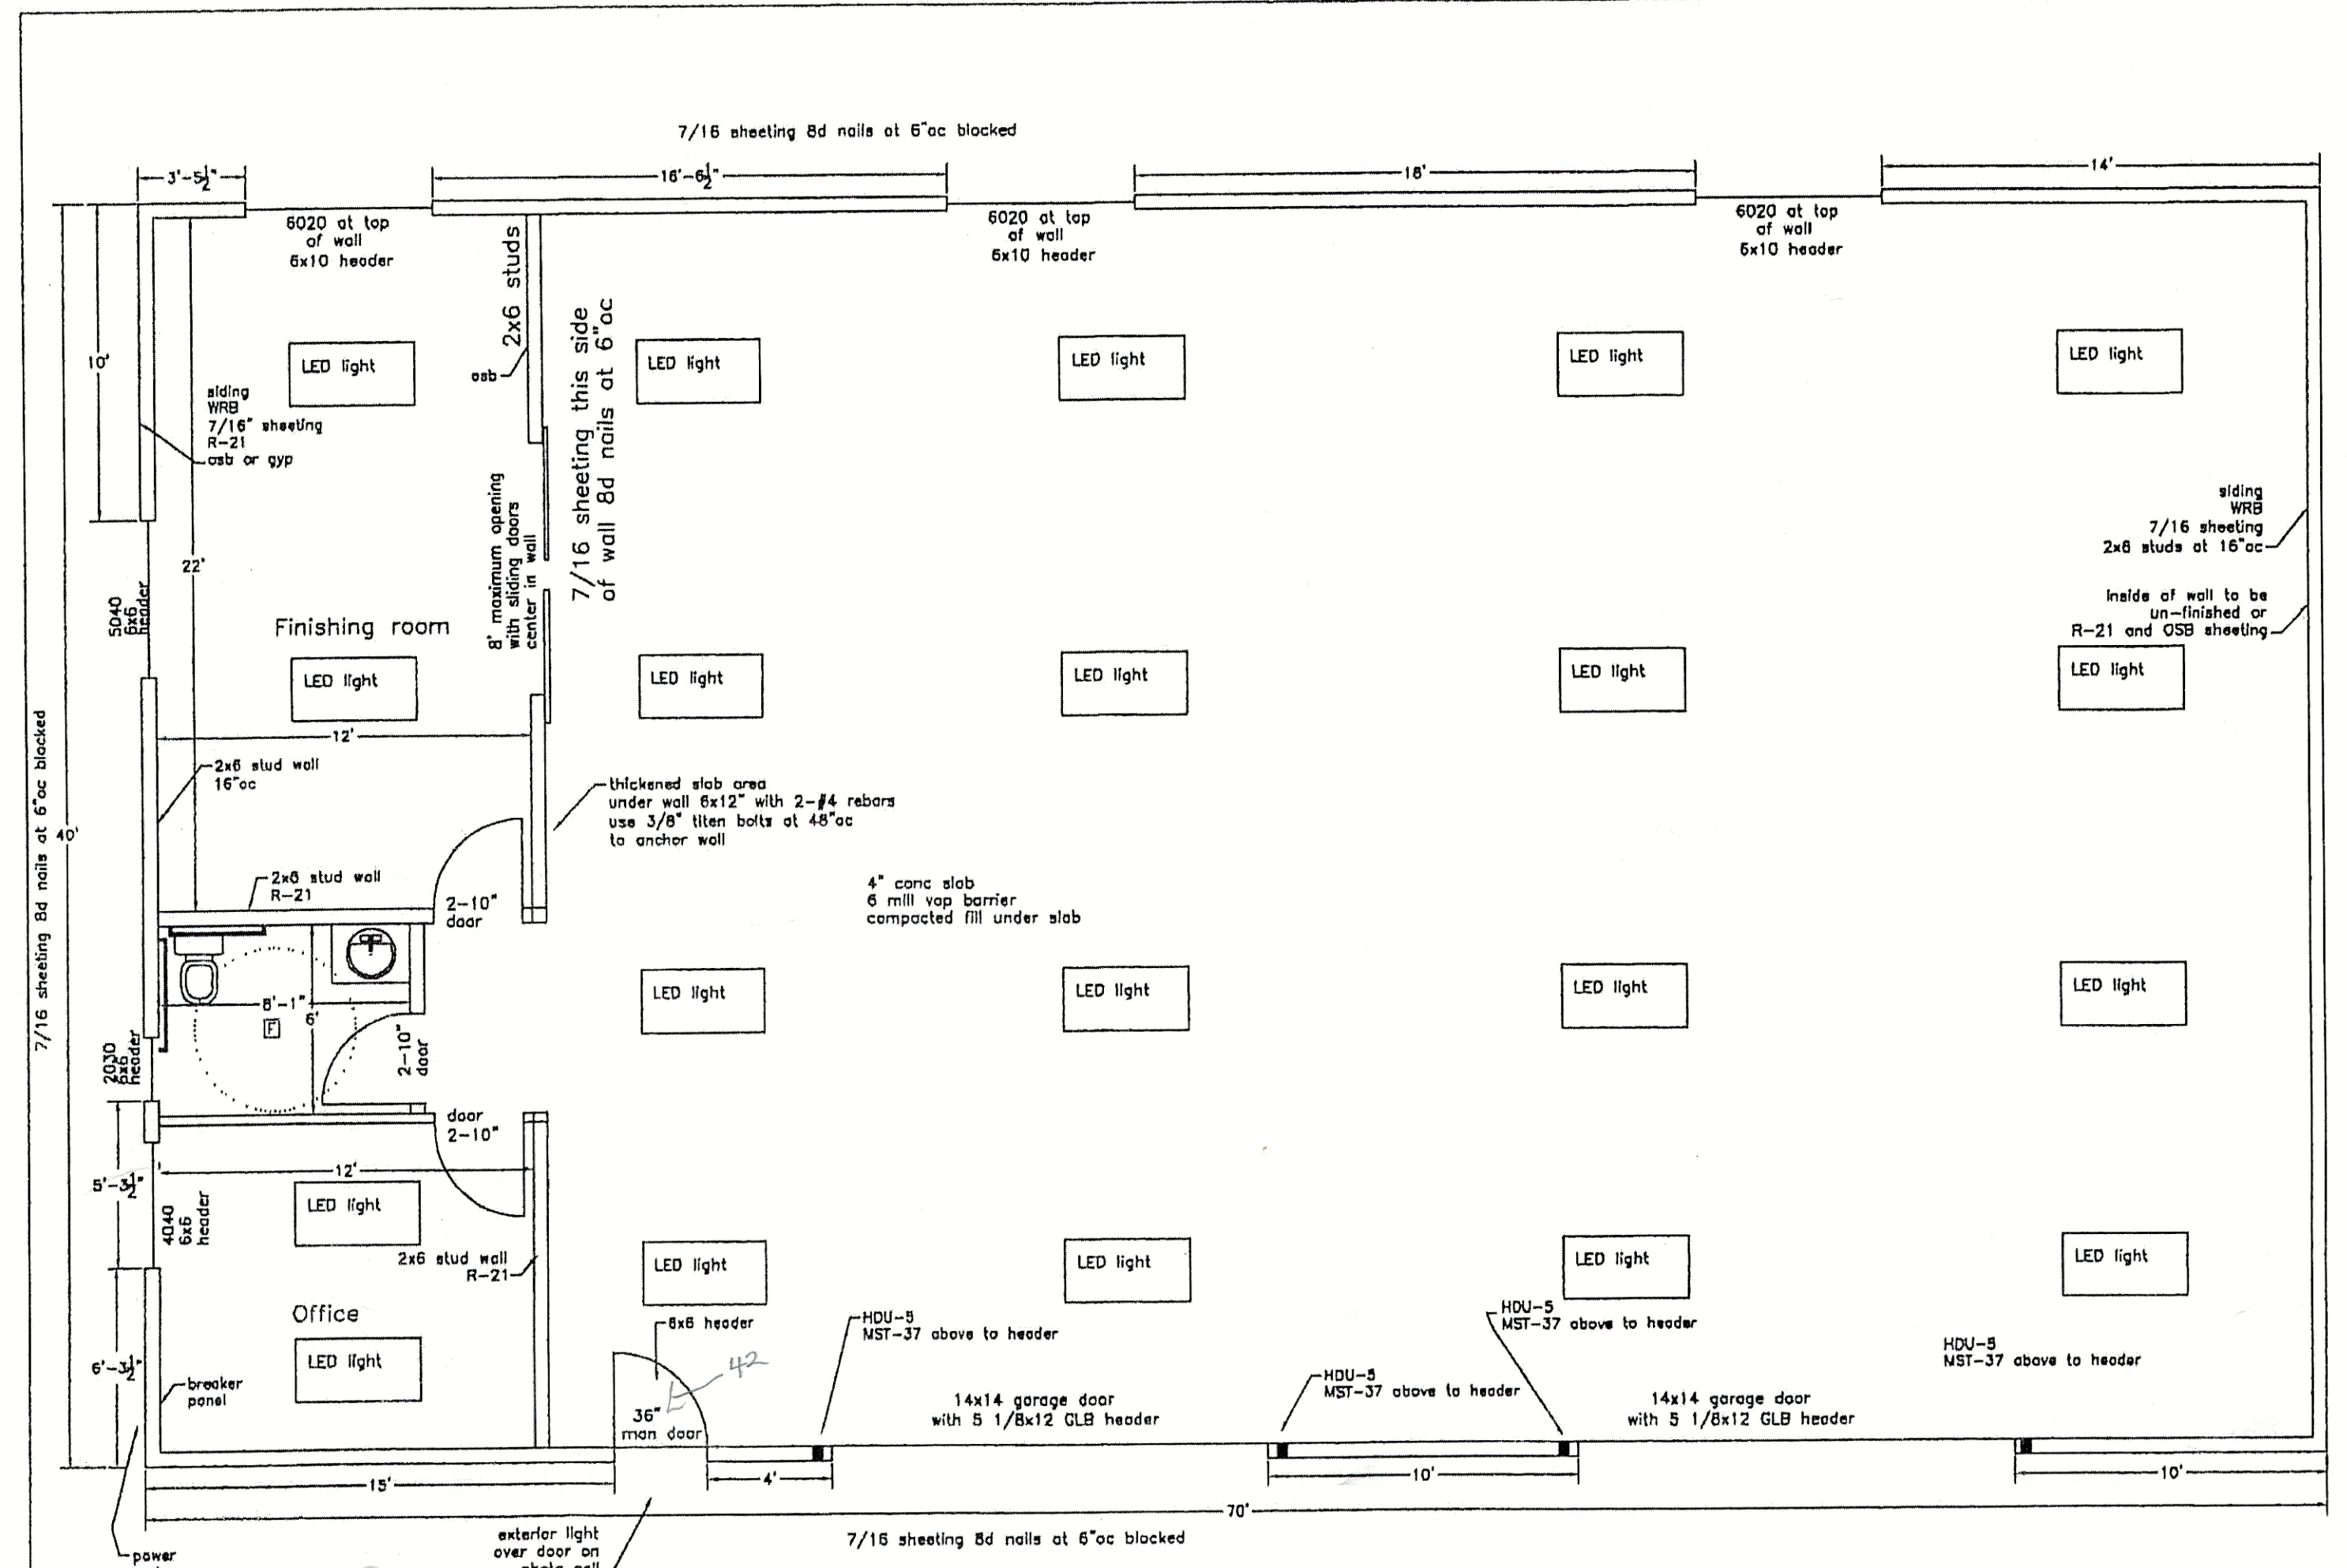 7/16 sheeting 8d nails at 6"oc blocked
3'-5½"
16'-6½"
18'
14'
6020 at top
of wall
6x10 header
6020 at top
of wall
6x10 header
6020 at top
of wall
6x10 header
2x6 studs
osb
7/16 sheeting this side
of wall 8d nails at 6"oc
10'
LED light
LED light
LED light
LED light
LED light
siding
WRB
7/16" sheeting
R-21
osb or gyp
8' maximum opening
with sliding doors
center in wall
siding
WRB
7/16 sheeting
2x6 studs at 16"oc
22'
5040
6x6
header
Finishing room
inside of wall to be
un-finished or
R-21 and OSB sheeting
LED light
LED light
LED light
LED light
LED light
12'
2x6 stud wall
16"oc
thickened slab area
under wall 6x12" with 2-#4 rebars
use 3/8" titen bolts at 48"oc
to anchor wall
7/16 sheeting 8d nails at 6"oc blocked
40'
2x6 stud wall
R-21
2-10"
door
4" conc slab
6 mill vap barrier
compacted fill under slab
8'-1"
6'
F
2-10"
door
2030
6x6
header
LED light
LED light
LED light
LED light
door
2-10"
12'
5'-3½"
4040
6x6
header
LED light
2x6 stud wall
R-21
LED light
LED light
LED light
LED light
Office
6x6 header
HDU-5
MST-37 above to header
HDU-5
MST-37 above to header
HDU-5
MST-37 above to header
LED light
6'-3½"
breaker
panel
42
36"
man door
14x14 garage door
with 5 1/8x12 GLB header
HDU-5
MST-37 above to header
14x14 garage door
with 5 1/8x12 GLB header
15'
4'
10'
10'
70'
7/16 sheeting 8d nails at 6"oc blocked
exterior light
over door on
power